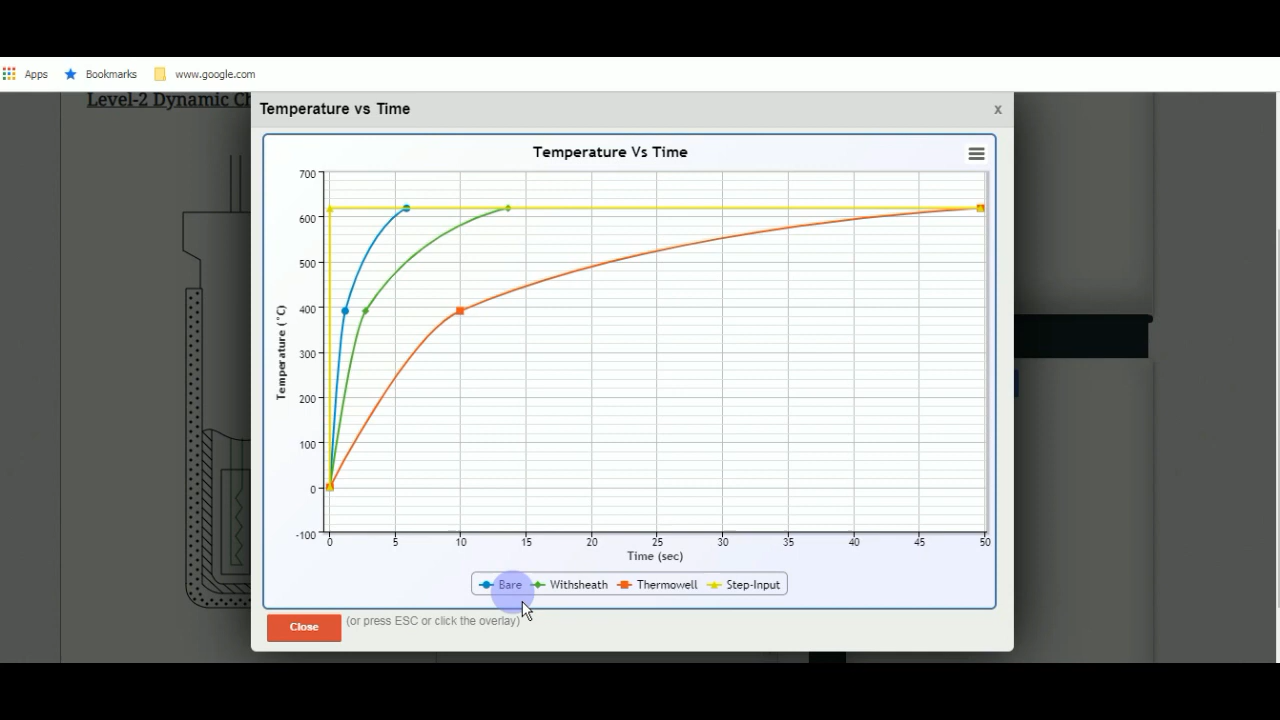 Apps Bookmarks www.google.com
Level-2 Dynamic Ch
Temperature vs Time x
Temperature Vs Time
700
600
500
400
300
200
100
0
-100
Temperature (°C)
0 5 10 15 20 25 30 35 40 45 50
Time (sec)
Bare Withsheath Thermowell Step-Input
Close (or press ESC or click the overlay)